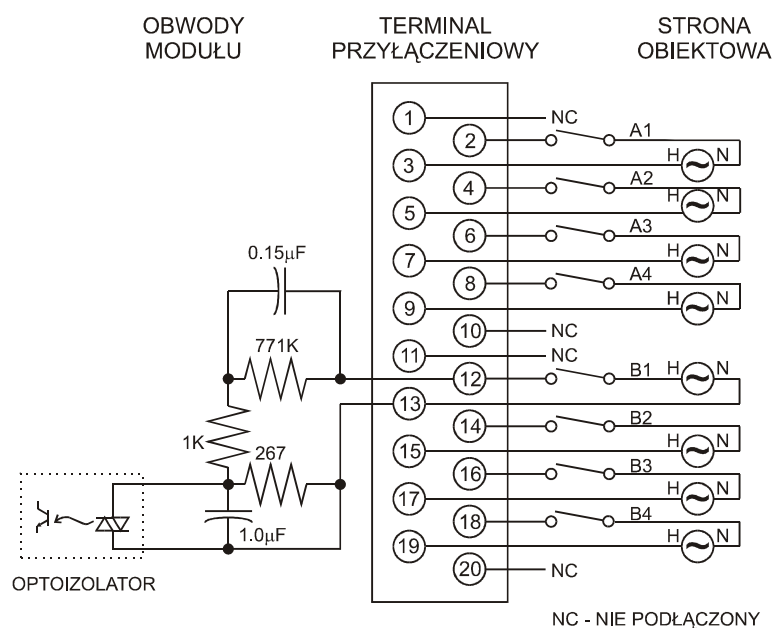 OBWODY MODUŁU
TERMINAL PRZYŁĄCZENIOWY
STRONA OBIEKTOWA
1 NC
2 A1
3 H N
4 A2
H N
5
6 A3
7 H N
8 A4
9 H N
10 NC
11 NC
12 B1 H N
13
14 B2
15 H N
16 B3
17 H N
18 B4
19 H N
20 NC
0.15µF
771K
1K
267
1.0µF
OPTOIZOLATOR
NC - NIE PODŁĄCZONY